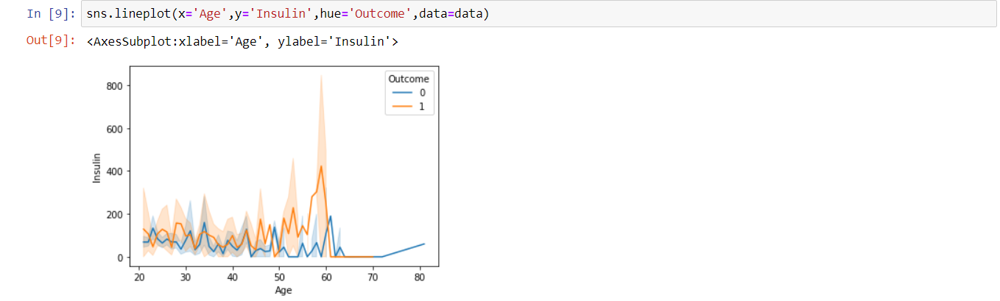 In [9]: sns.lineplot(x='Age',y='Insulin',hue='Outcome',data=data)
Out[9]: <AxesSubplot:xlabel='Age', ylabel='Insulin'>
Outcome
0
1
800
600
400
200
0
Insulin
20 30 40 50 60 70 80
Age